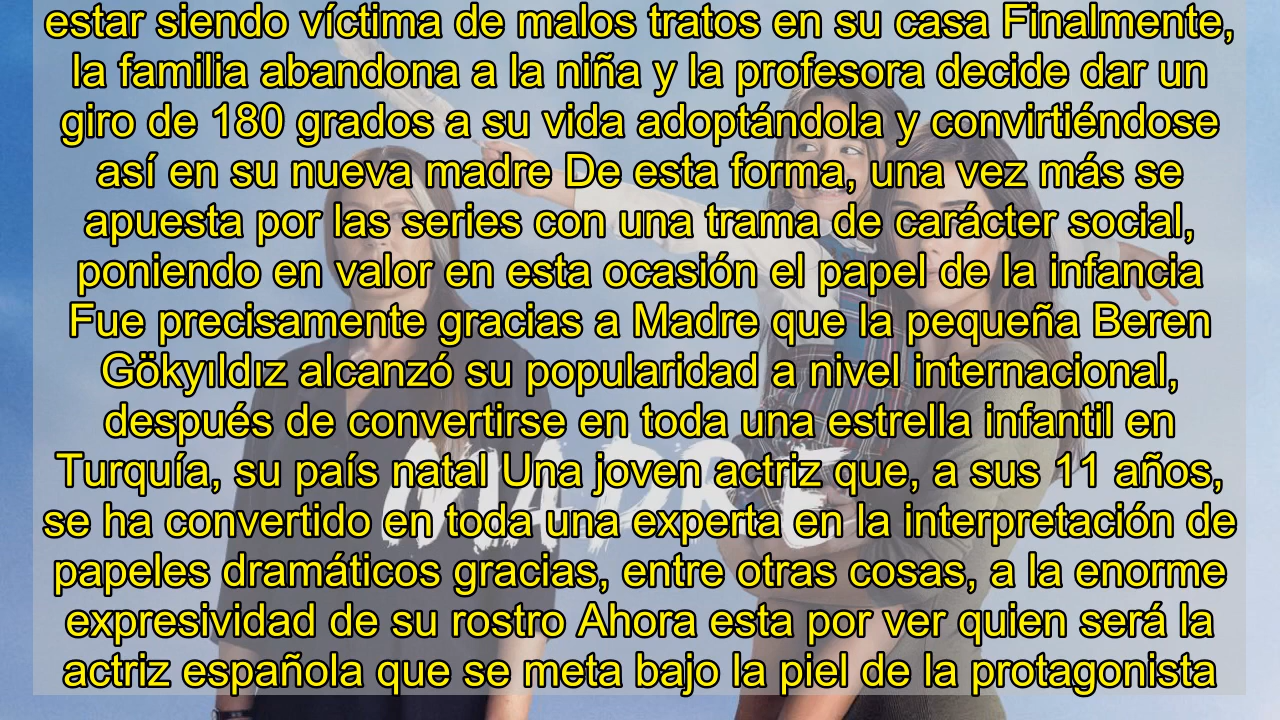 estar siendo víctima de malos tratos en su casa Finalmente,
la familia abandona a la niña y la profesora decide dar un
giro de 180 grados a su vida adoptándola y convirtiéndose
así en su nueva madre De esta forma, una vez más se
apuesta por las series con una trama de carácter social,
poniendo en valor en esta ocasión el papel de la infancia
Fue precisamente gracias a Madre que la pequeña Beren
Gökyıldız alcanzó su popularidad a nivel internacional,
después de convertirse en toda una estrella infantil en
Turquía, su país natal Una joven actriz que, a sus 11 años,
se ha convertido en toda una experta en la interpretación de
papeles dramáticos gracias, entre otras cosas, a la enorme
expresividad de su rostro Ahora esta por ver quien será la
actriz española que se meta bajo la piel de la protagonista
MADRE